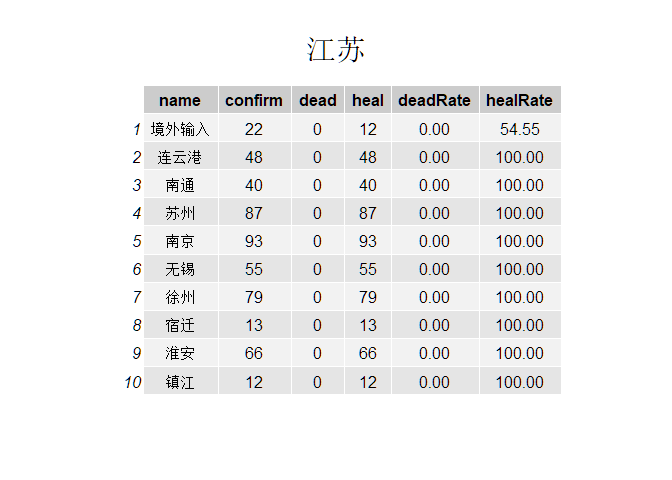 江苏
name confirm dead heal deadRate healRate
1 境外输入 22 0 12 0.00 54.55
2 连云港 48 0 48 0.00 100.00
3 南通 40 0 40 0.00 100.00
4 苏州 87 0 87 0.00 100.00
5 南京 93 0 93 0.00 100.00
6 无锡 55 0 55 0.00 100.00
7 徐州 79 0 79 0.00 100.00
8 宿迁 13 0 13 0.00 100.00
9 淮安 66 0 66 0.00 100.00
10 镇江 12 0 12 0.00 100.00